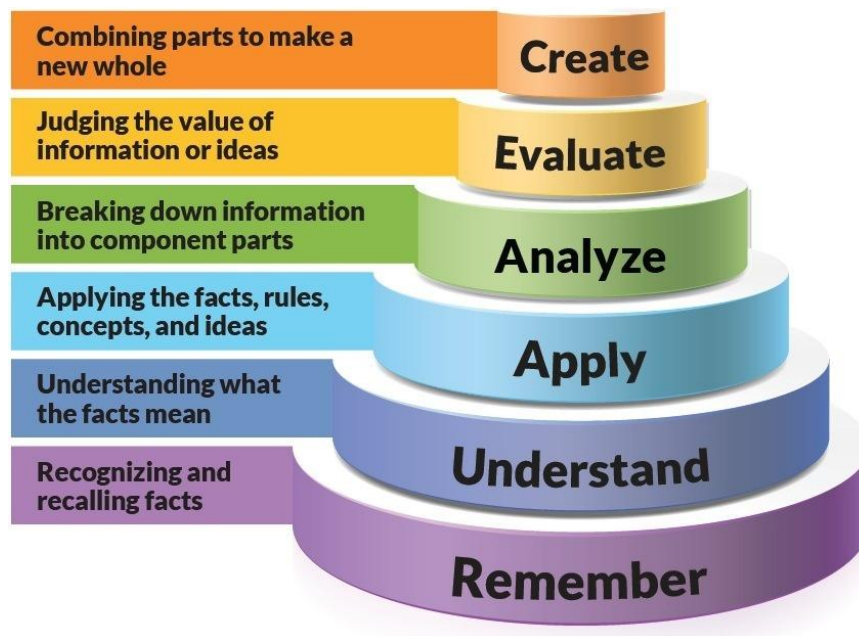 Combining parts to make a
new whole
Create
Judging the value of
information or ideas
Evaluate
Breaking down information
into component parts
Analyze
Applying the facts, rules,
concepts, and ideas
Apply
Understanding what
the facts mean
Understand
Recognizing and
recalling facts
Remember